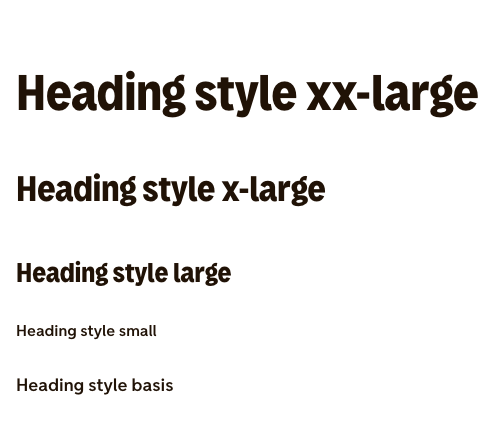 Heading style xx-large
Heading style x-large
Heading style large
Heading style small
Heading style basis